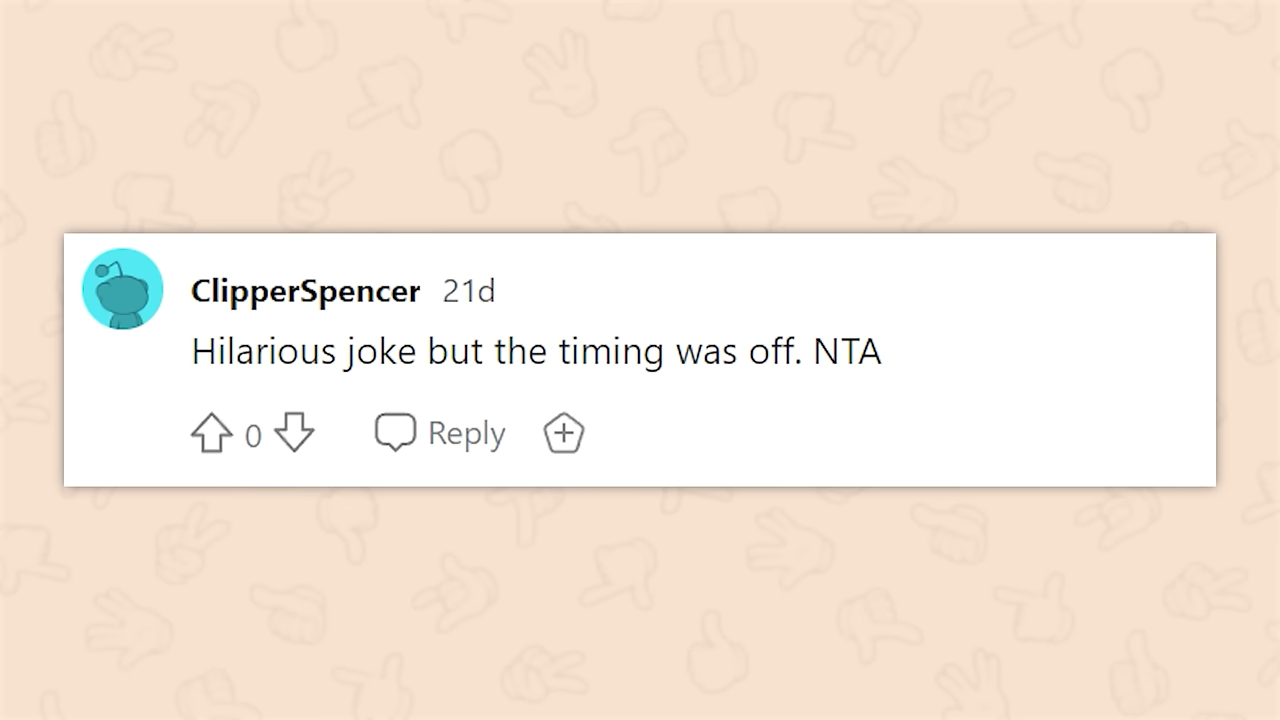 ClipperSpencer 21d
Hilarious joke but the timing was off. NTA
0 Reply